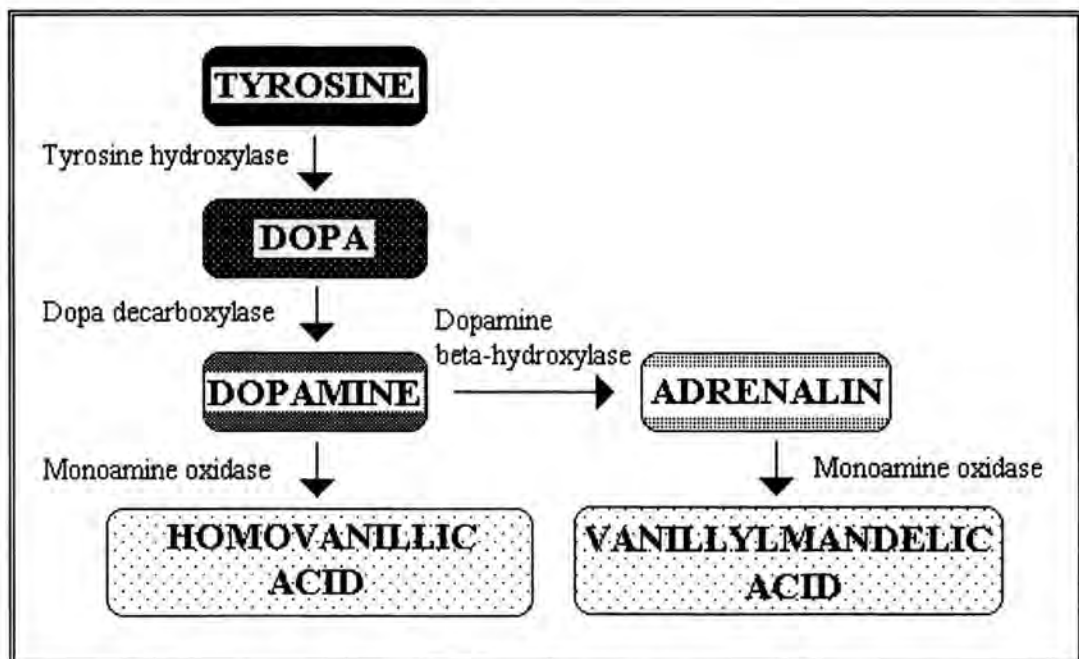 TYROSINE
Tyrosine hydroxylase
DOPA
Dopa decarboxylase
Dopamine
beta-hydroxylase
DOPAMINE
ADRENALIN
Monoamine oxidase
Monoamine oxidase
HOMOVANILLIC
ACID
VANILLYLMANDELIC
ACID